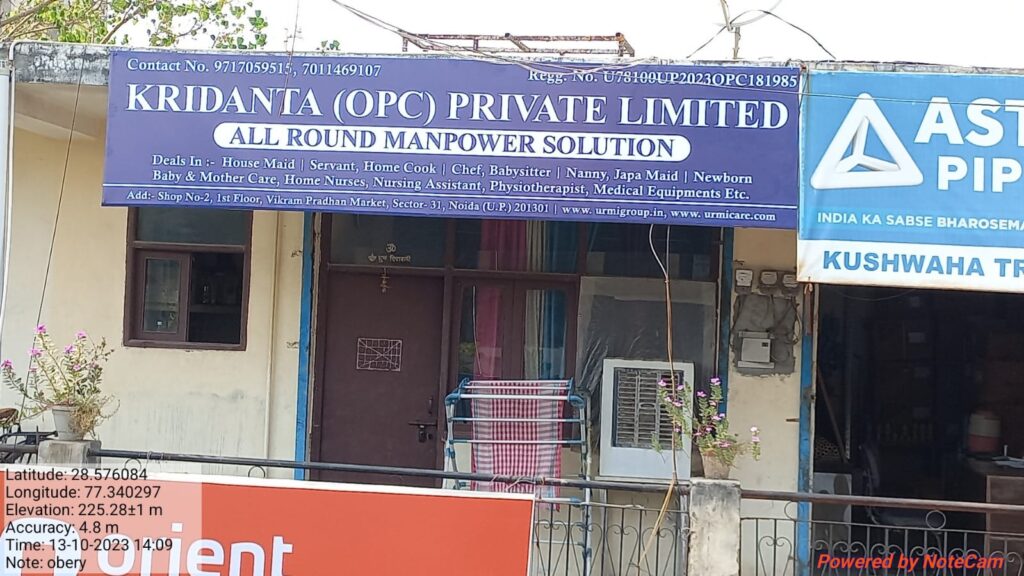 Contact No. 9717059515, 7011469107
Regg. No. U78100UP2023OPC181985
KRIDANTA (OPC) PRIVATE LIMITED
ALL ROUND MANPOWER SOLUTION
Deals In :- House Maid | Servant, Home Cook | Chef, Babysitter | Nanny, Japa Maid | Newborn
Baby & Mother Care, Home Nurses, Nursing Assistant, Physiotherapist, Medical Equipments Etc.
Add:- Shop No-2, 1st Floor, Vikram Pradhan Market, Sector- 31, Noida (U.P.) 201301 | www. urmigroup.in, www. urmicare.com
AST
PIP
INDIA KA SABSE BHAROSEMA
KUSHWAHA TR
ॐ
orient
Latitude: 28.576084
Longitude: 77.340297
Elevation: 225.28±1 m
Accuracy: 4.8 m
Time: 13-10-2023 14:09
Note: obery
Powered by NoteCam